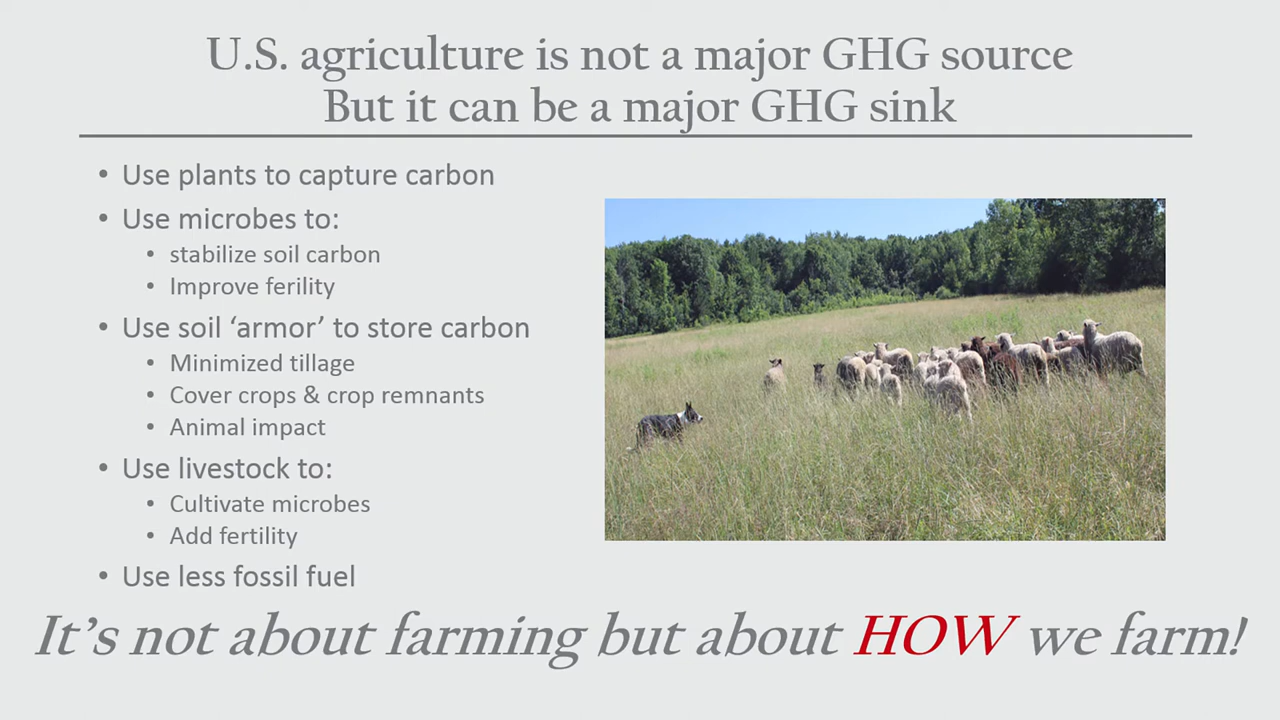 U.S. agriculture is not a major GHG source
But it can be a major GHG sink
• Use plants to capture carbon
• Use microbes to:
• stabilize soil carbon
• Improve ferility
• Use soil ‘armor’ to store carbon
• Minimized tillage
• Cover crops & crop remnants
• Animal impact
• Use livestock to:
• Cultivate microbes
• Add fertility
• Use less fossil fuel
It's not about farming but about HOW we farm!